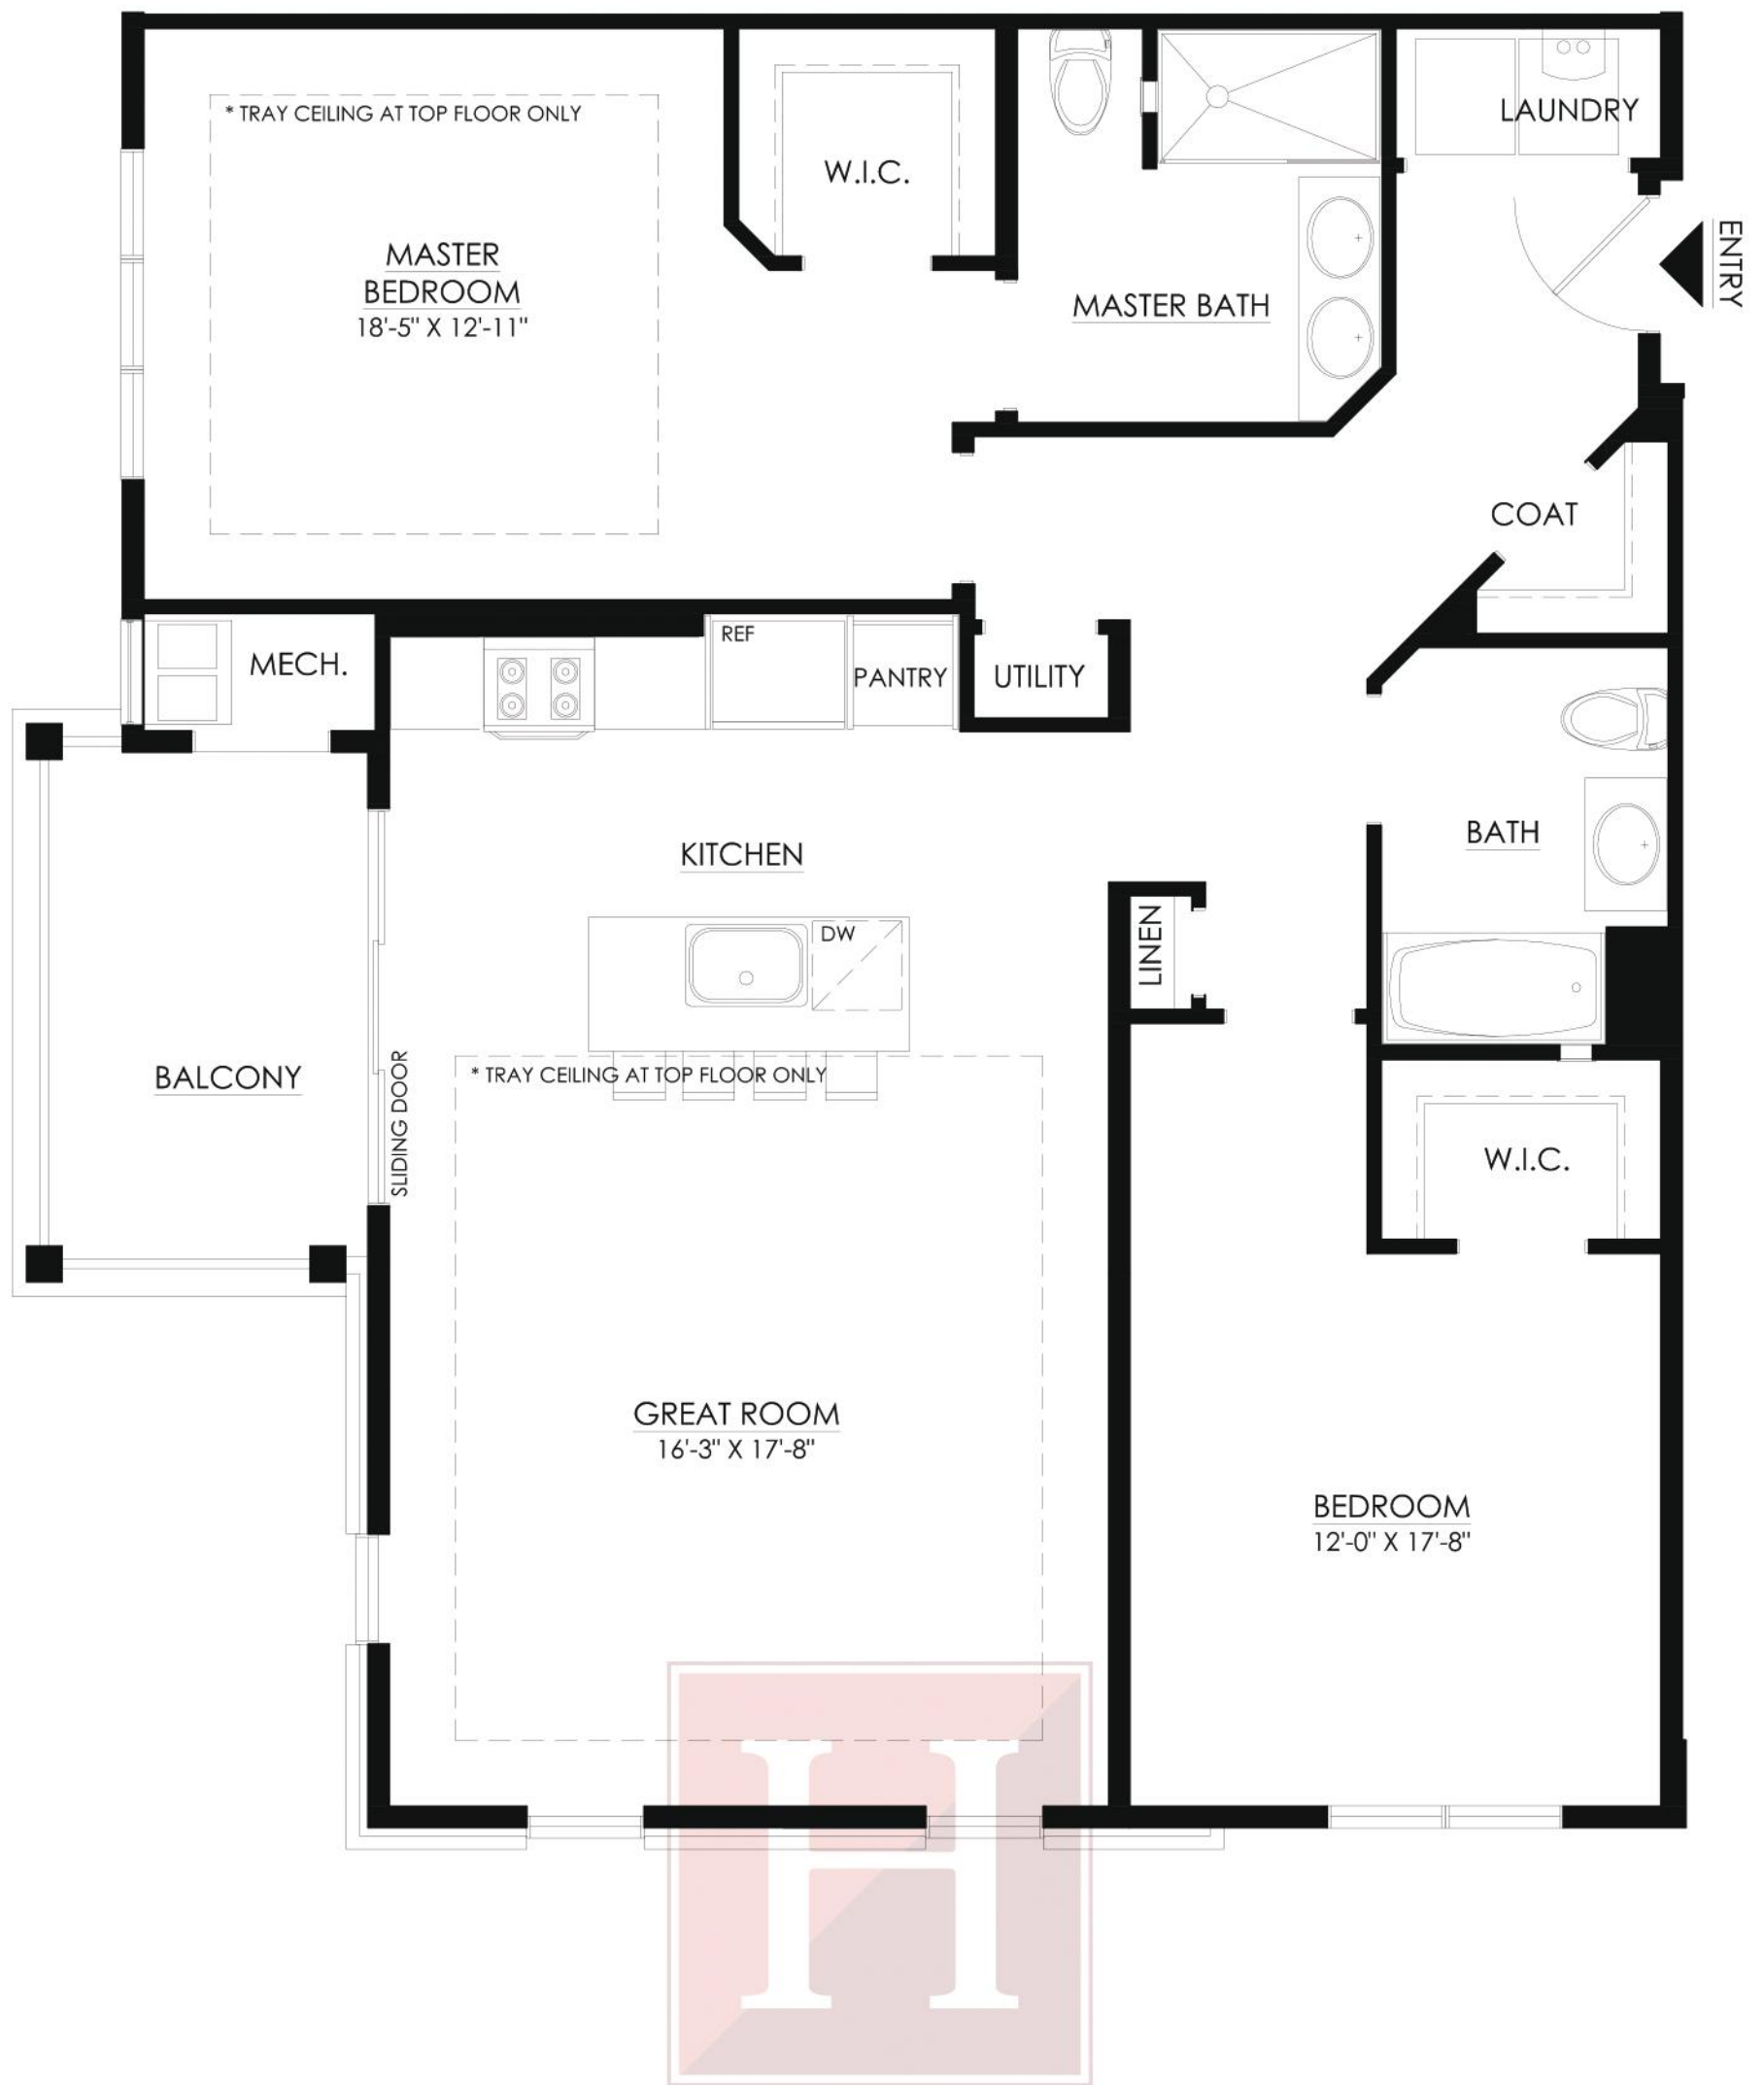 * TRAY CEILING AT TOP FLOOR ONLY
LAUNDRY
W.I.C.
ENTRY
MASTER
BEDROOM
18'-5" X 12'-11"
MASTER BATH
COAT
REF
MECH.
PANTRY
UTILITY
BATH
KITCHEN
DW
LINEN
BALCONY
SLIDING DOOR
* TRAY CEILING AT TOP FLOOR ONLY
W.I.C.
GREAT ROOM
16'-3" X 17'-8"
BEDROOM
12'-0" X 17'-8"
H